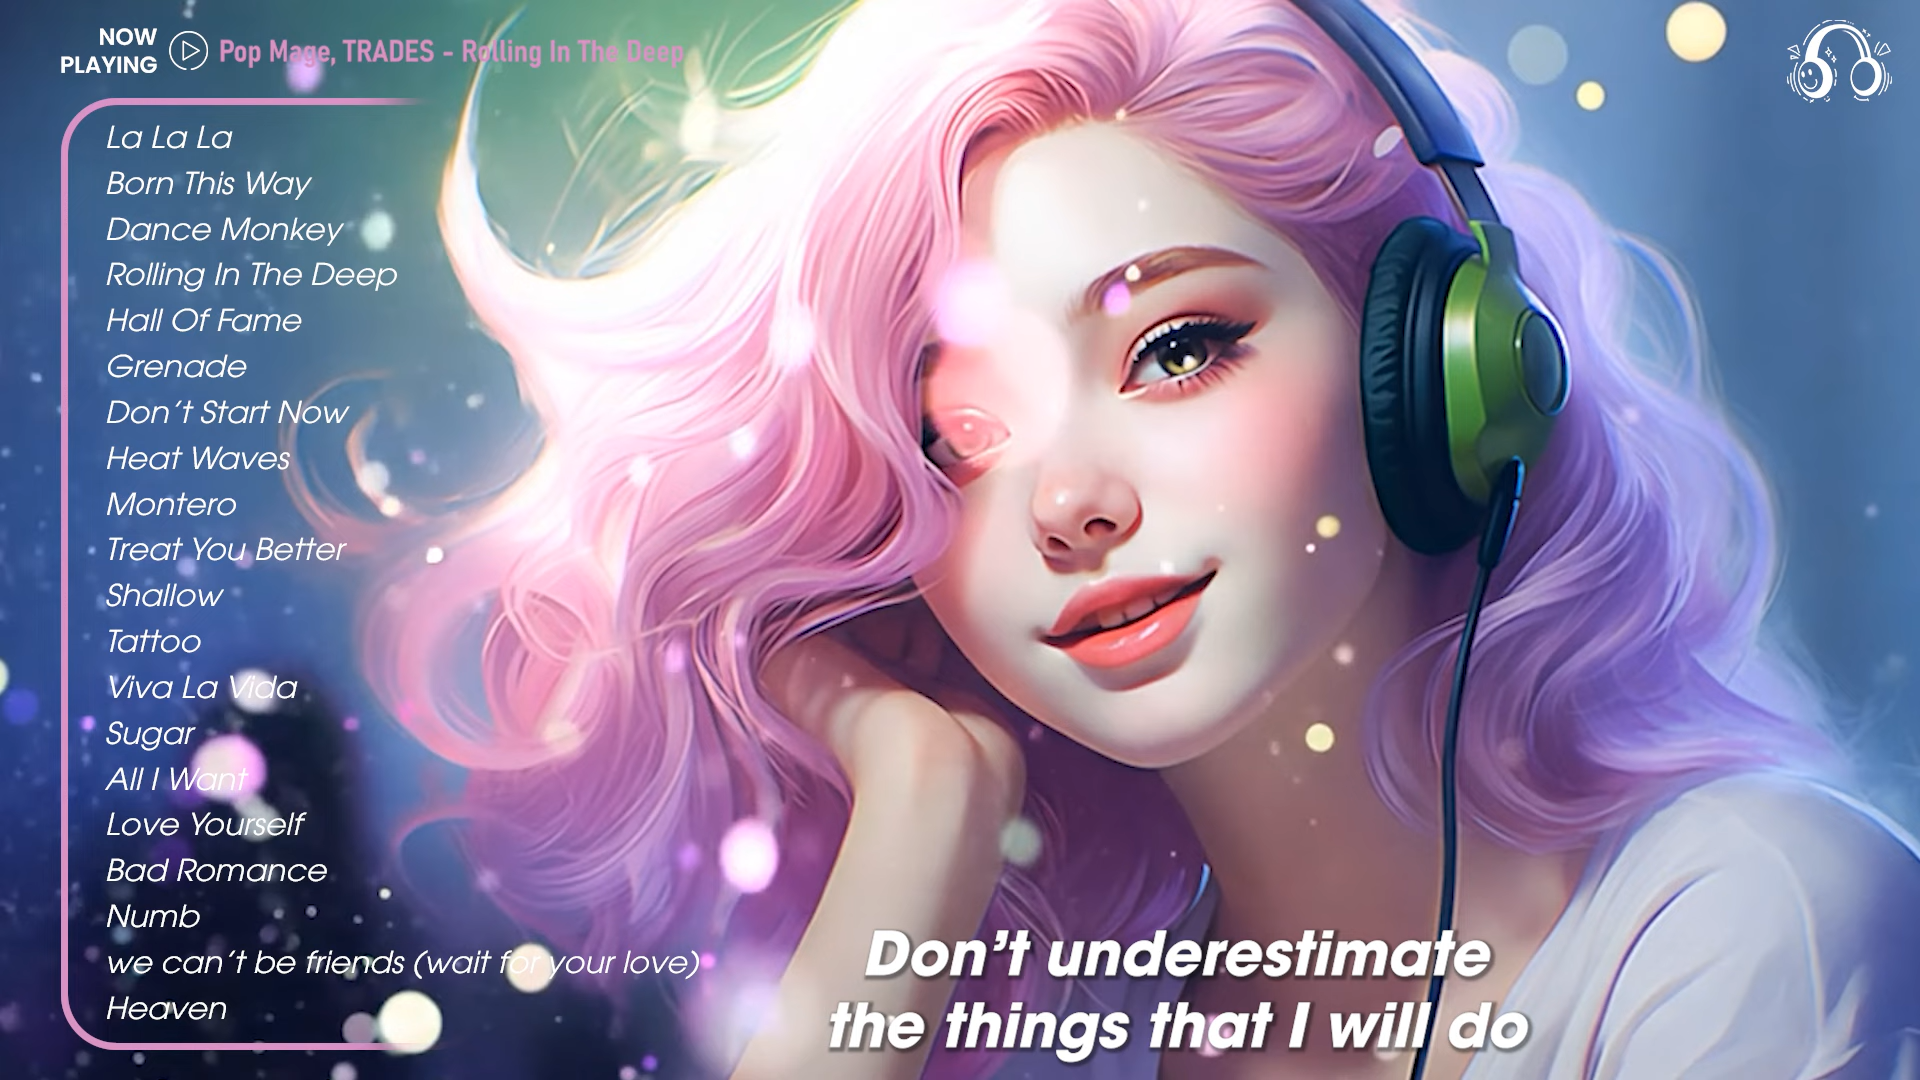 NOW
PLAYING
Pop Mage, TRADES - Rolling In The Deep
La La La
Born This Way
Dance Monkey
Rolling In The Deep
Hall Of Fame
Grenade
Don't Start Now
Heat Waves
Montero
Treat You Better
Shallow
Tattoo
Viva La Vida
Sugar
All I Want
Love Yourself
Bad Romance
Numb
we can't be friends (wait for your love)
Heaven
Don't underestimate
the things that I will do